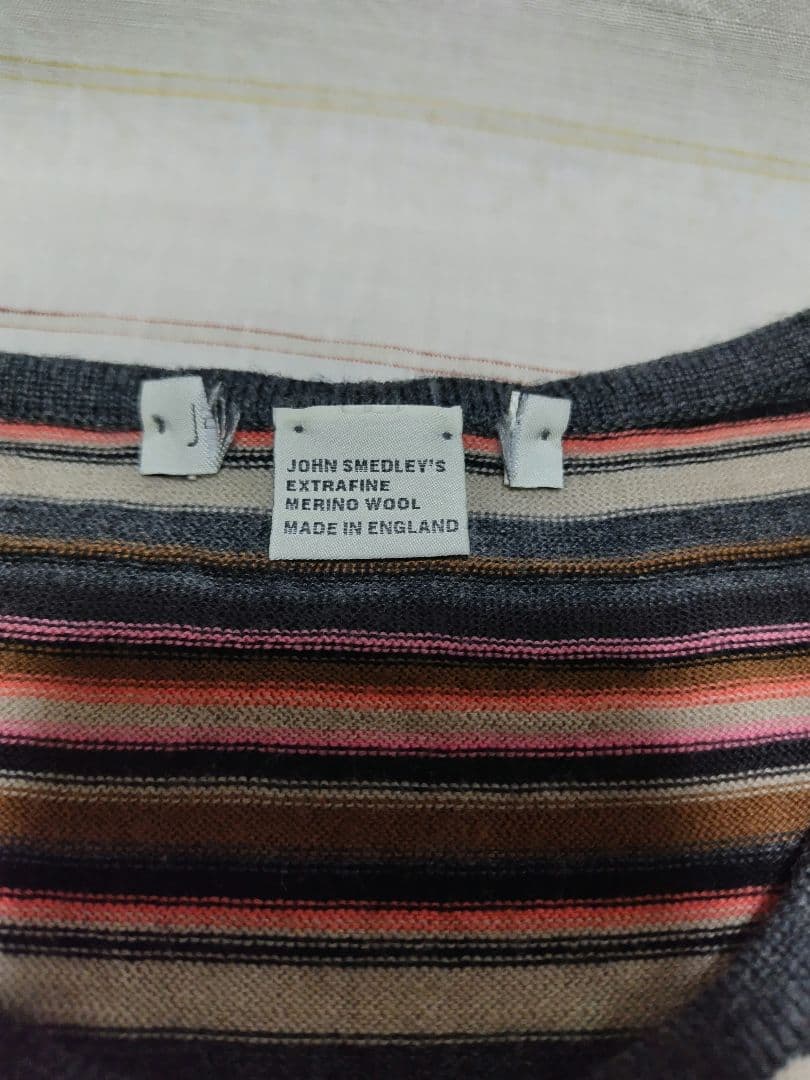 J
JOHN SMEDLEY'S
EXTRAFINE
MERINO WOOL
MADE IN ENGLAND